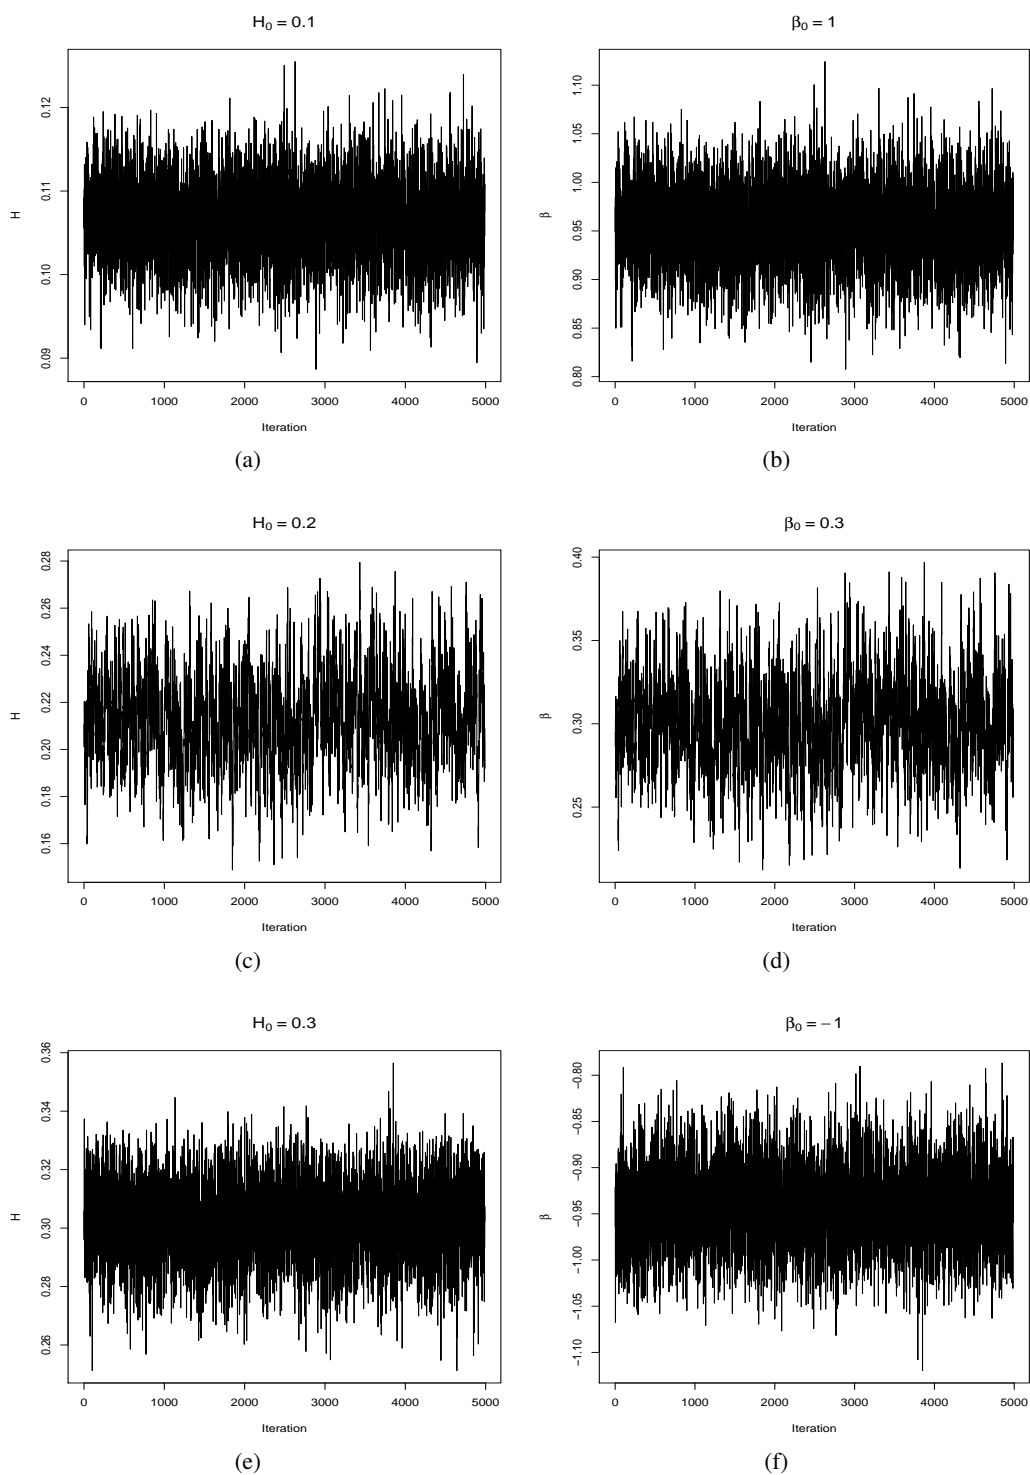 H₀ = 0.1
β₀ = 1
H
0.09 0.10 0.11 0.12
0 1000 2000 3000 4000 5000
Iteration
(a)
β
0.80 0.85 0.90 0.95 1.00 1.05 1.10
0 1000 2000 3000 4000 5000
Iteration
(b)
H₀ = 0.2
β₀ = 0.3
H
0.16 0.18 0.20 0.22 0.24 0.26 0.28
0 1000 2000 3000 4000 5000
Iteration
(c)
β
0.25 0.30 0.35 0.40
0 1000 2000 3000 4000 5000
Iteration
(d)
H₀ = 0.3
β₀ = −1
H
0.26 0.28 0.30 0.32 0.34 0.36
0 1000 2000 3000 4000 5000
Iteration
(e)
β
−1.10 −1.05 −1.00 −0.95 −0.90 −0.85 −0.80
0 1000 2000 3000 4000 5000
Iteration
(f)